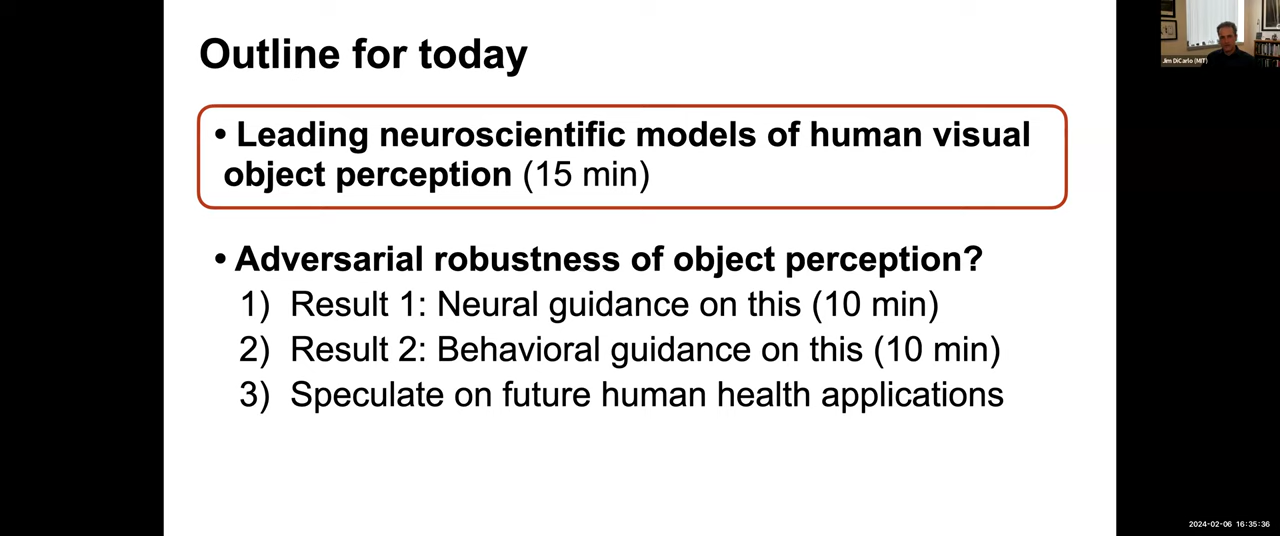 Outline for today
• Leading neuroscientific models of human visual
object perception (15 min)
• Adversarial robustness of object perception?
1) Result 1: Neural guidance on this (10 min)
2) Result 2: Behavioral guidance on this (10 min)
3) Speculate on future human health applications
Jim DiCarlo (MIT)
2024-02-06 16:35:36